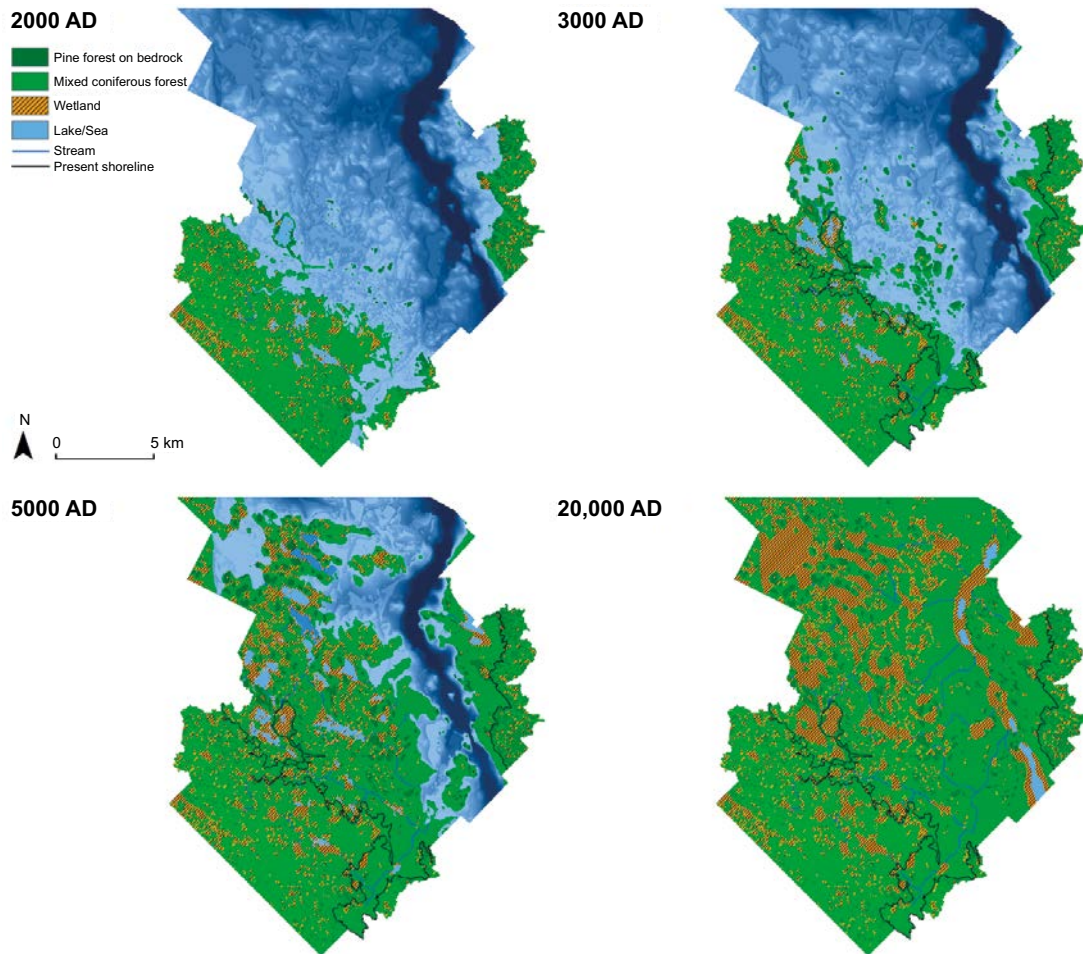 2000 AD
Pine forest on bedrock
Mixed coniferous forest
Wetland
Lake/Sea
Stream
Present shoreline
N
0 5 km
3000 AD
5000 AD
20,000 AD